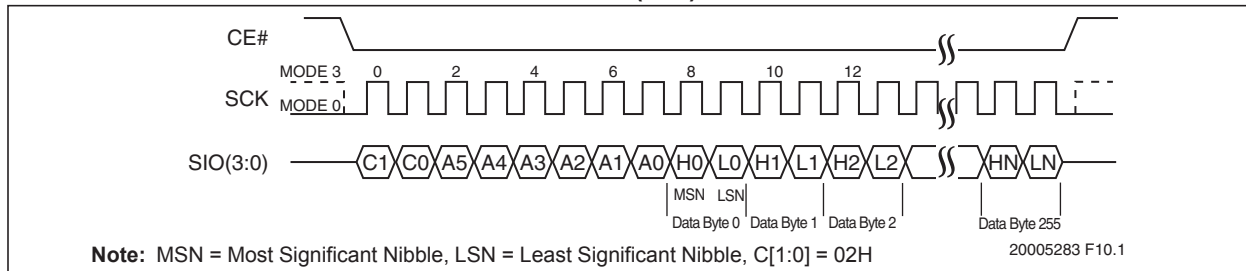 CE#
MODE 3 0 2 4 6 8 10 12
SCK
MODE 0
SIO(3:0) C1 C0 A5 A4 A3 A2 A1 A0 H0 L0 H1 L1 H2 L2 HN LN
MSN LSN
Data Byte 0 Data Byte 1 Data Byte 2 Data Byte 255
Note: MSN = Most Significant Nibble, LSN = Least Significant Nibble, C[1:0] = 02H 20005283 F10.1